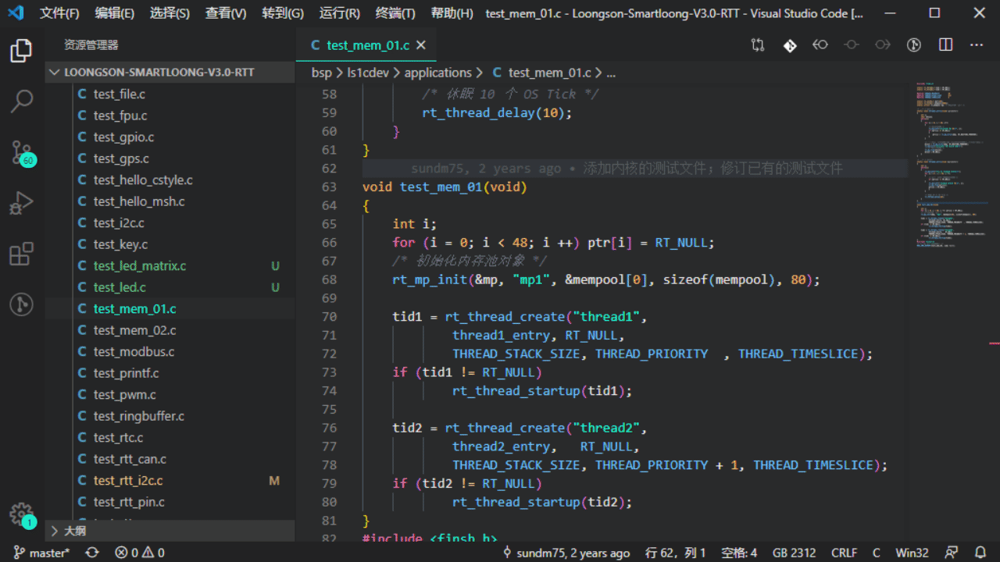 文件(F) 编辑(E) 选择(S) 查看(V) 转到(G) 运行(R) 终端(T) 帮助(H) test_mem_01.c - Loongson-Smartloong-V3.0-RTT - Visual Studio Code [...
资源管理器
LOONGSON-SMARTLOONG-V3.0-RTT
C test_file.c
C test_fpu.c
C test_gpio.c
C test_gps.c
C test_hello_cstyle.c
C test_hello_msh.c
C test_i2c.c
C test_key.c
C test_led_matrix.c U
C test_led.c U
C test_mem_01.c
C test_mem_02.c
C test_modbus.c
C test_printf.c
C test_pwm.c
C test_ringbuffer.c
C test_rtc.c
C test_rtt_can.c
C test_rtt_i2c.c M
C test_rtt_pin.c
大纲
60
1
C test_mem_01.c
bsp > ls1cdev > applications > C test_mem_01.c > ...
58 /* 休眠 10 个 OS Tick */
59 rt_thread_delay(10);
60 }
61 }
62 sundm75, 2 years ago • 添加内核的测试文件；修订已有的测试文件
63 void test_mem_01(void)
64 {
65 int i;
66 for (i = 0; i < 48; i ++) ptr[i] = RT_NULL;
67 /* 初始化内存池对象 */
68 rt_mp_init(&mp, "mp1", &mempool[0], sizeof(mempool), 80);
69
70 tid1 = rt_thread_create("thread1",
71 thread1_entry, RT_NULL,
72 THREAD_STACK_SIZE, THREAD_PRIORITY , THREAD_TIMESLICE);
73 if (tid1 != RT_NULL)
74 rt_thread_startup(tid1);
75
76 tid2 = rt_thread_create("thread2",
77 thread2_entry, RT_NULL,
78 THREAD_STACK_SIZE, THREAD_PRIORITY + 1, THREAD_TIMESLICE);
79 if (tid2 != RT_NULL)
80 rt_thread_startup(tid2);
81 }
82 #include <finsh.h>
master* 0 0 sundm75, 2 years ago 行 62，列 1 空格: 4 GB 2312 CRLF C Win32